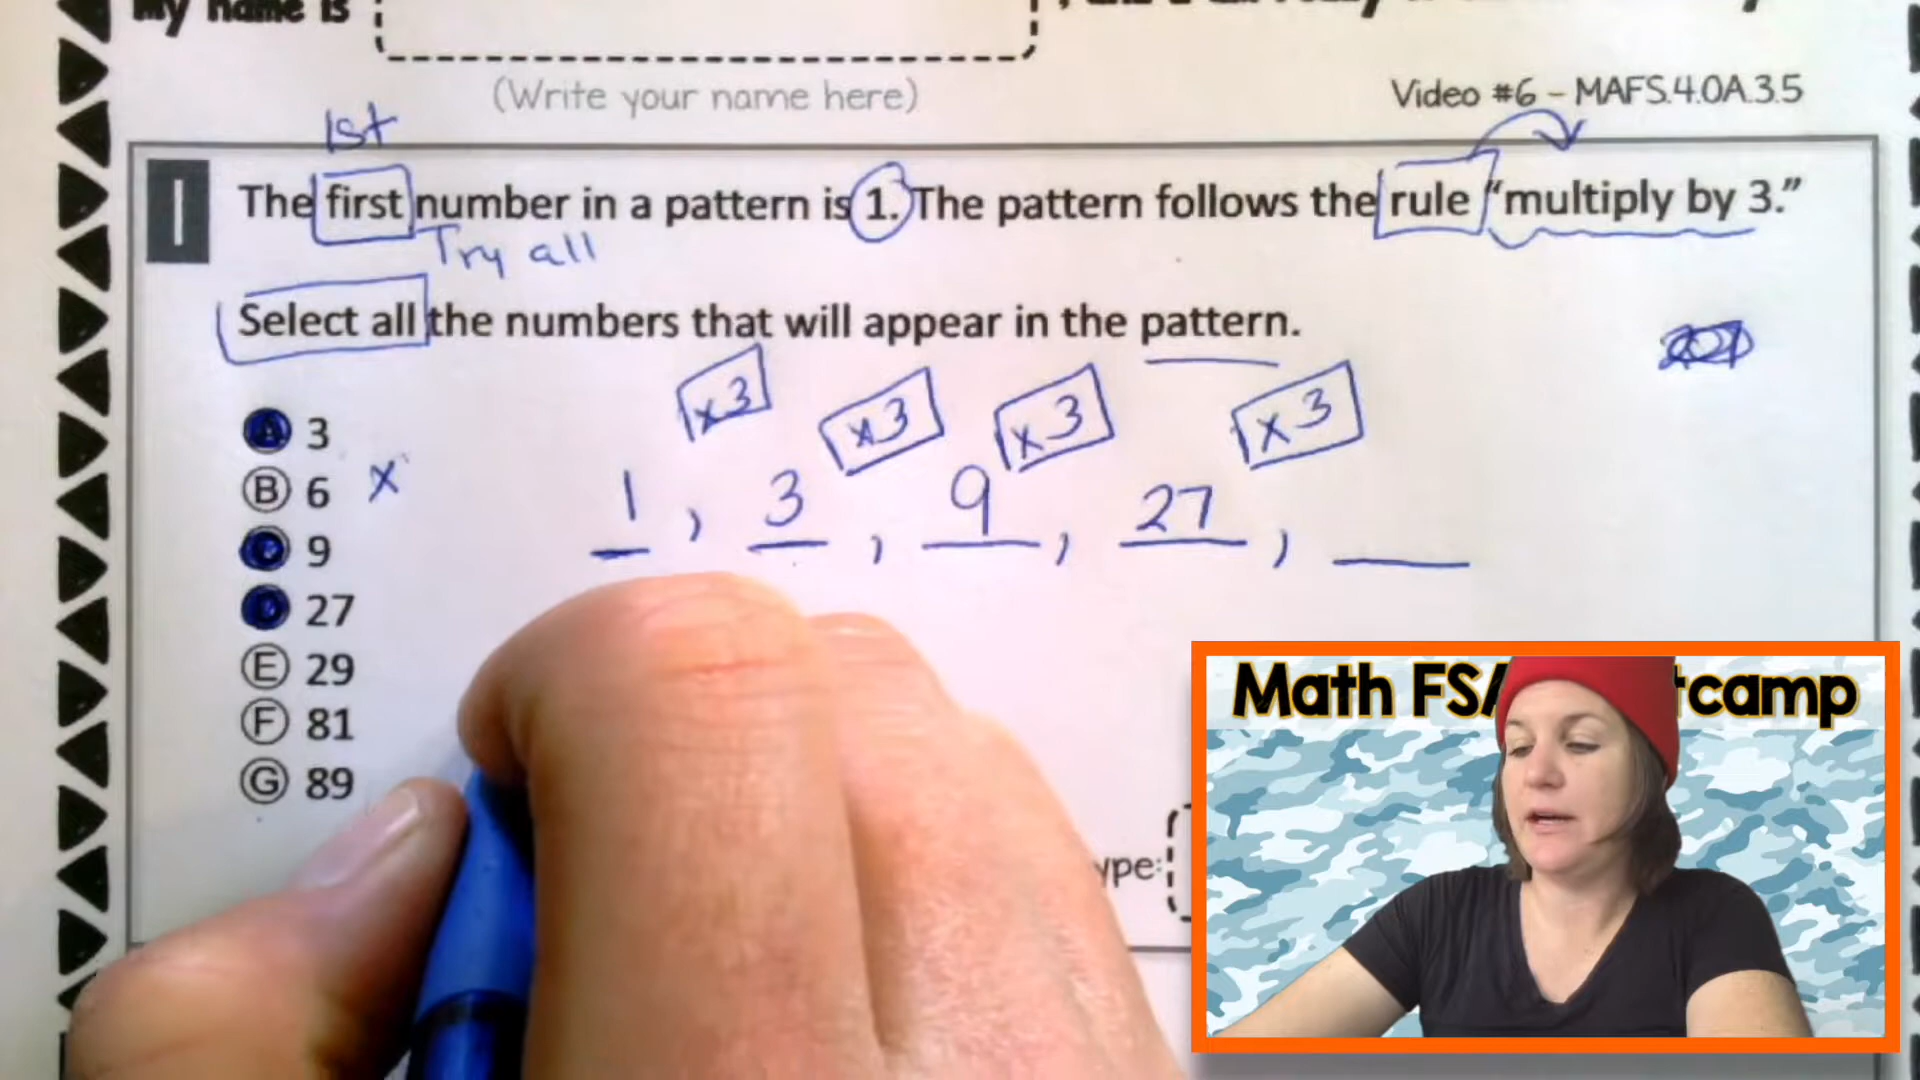 My name is
(Write your name here)
Video #6 - MAFS.4.OA.3.5
1st
1 The first number in a pattern is 1. The pattern follows the rule "multiply by 3."
Try all
Select all the numbers that will appear in the pattern.
x3 x3 x3 x3
A 3
B 6 x
9
D 27
E 29
F 81
G 89
1, 3, 9, 27,
ype:
Math FSA tcamp